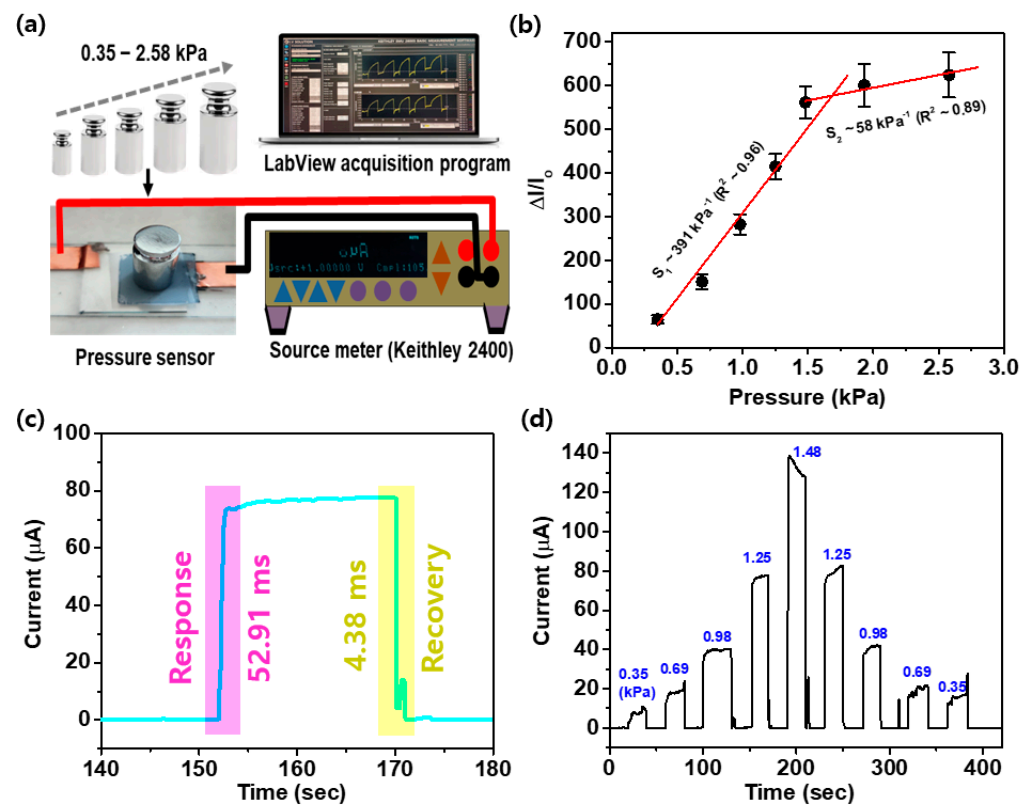 (a)
0.35 – 2.58 kPa
LabView acquisition program
Pressure sensor
Source meter (Keithley 2400)
(b)
700
600
500
400
300
200
100
0
ΔI/I₀
0.0
0.5
1.0
1.5
2.0
2.5
3.0
Pressure (kPa)
S₁ ~391 kPa⁻¹ (R² ~0.96)
S₂ ~58 kPa⁻¹ (R² ~0.89)
(c)
100
80
60
40
20
0
Current (μA)
Response
52.91 ms
4.38 ms
Recovery
140
150
160
170
180
Time (sec)
(d)
140
120
100
80
60
40
20
0
Current (μA)
0.35
(kPa)
0.69
0.98
1.25
1.48
1.25
0.98
0.69
0.35
0
100
200
300
400
Time (sec)